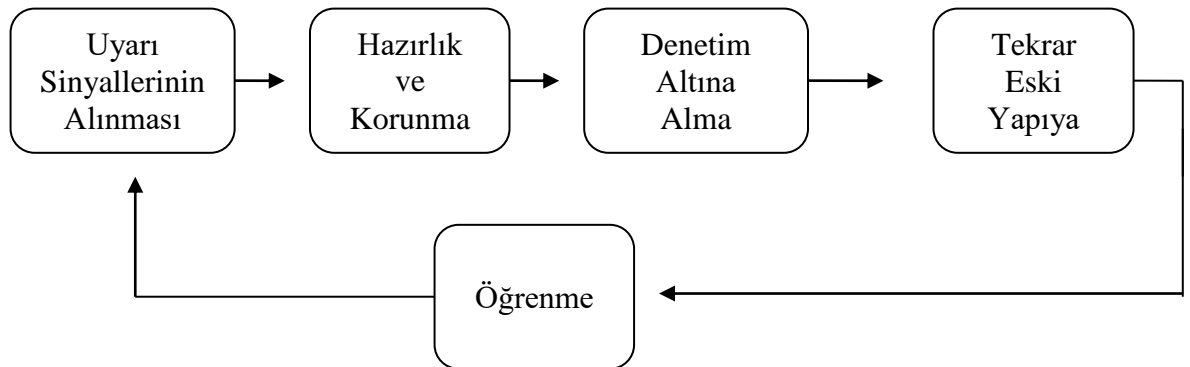 Uyarı
Sinyallerinin
Alınması
Hazırlık
ve
Korunma
Denetim
Altına
Alma
Tekrar
Eski
Yapıya
Öğrenme